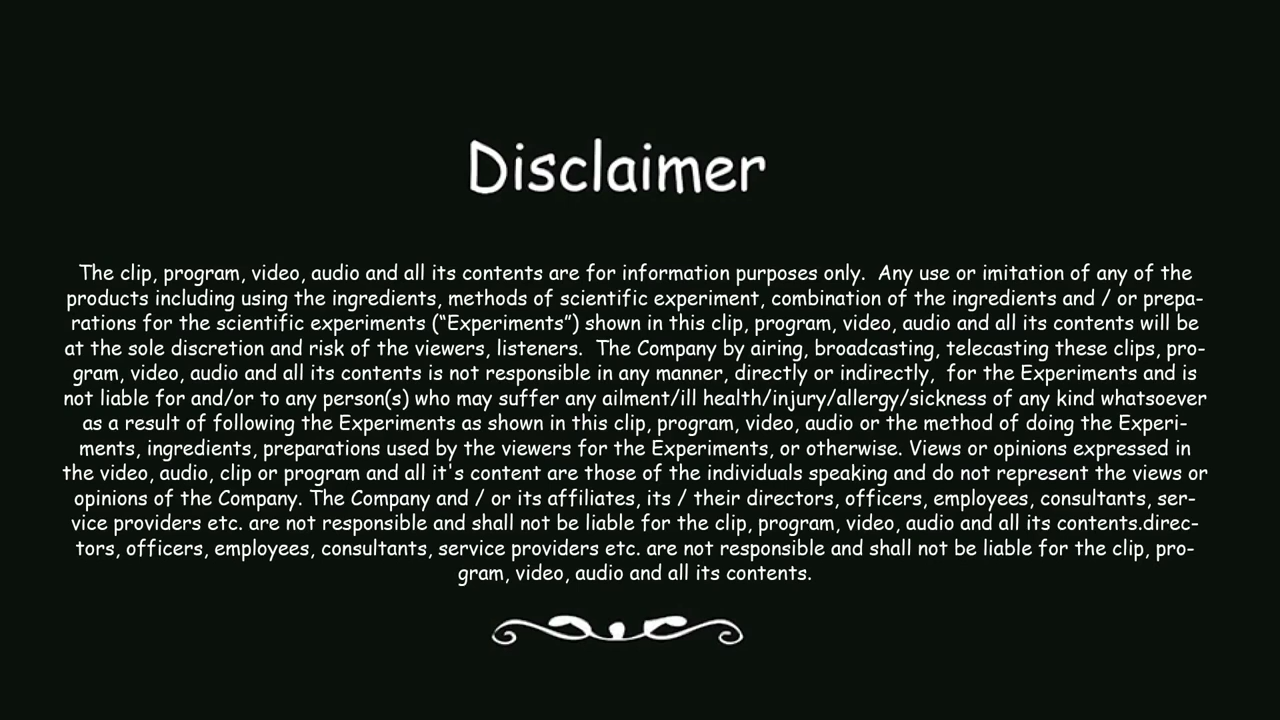 Disclaimer
The clip, program, video, audio and all its contents are for information purposes only.  Any use or imitation of any of the
products including using the ingredients, methods of scientific experiment, combination of the ingredients and / or prepa-
rations for the scientific experiments (“Experiments”) shown in this clip, program, video, audio and all its contents will be
at the sole discretion and risk of the viewers, listeners.  The Company by airing, broadcasting, telecasting these clips, pro-
gram, video, audio and all its contents is not responsible in any manner, directly or indirectly,  for the Experiments and is
not liable for and/or to any person(s) who may suffer any ailment/ill health/injury/allergy/sickness of any kind whatsoever
as a result of following the Experiments as shown in this clip, program, video, audio or the method of doing the Experi-
ments, ingredients, preparations used by the viewers for the Experiments, or otherwise. Views or opinions expressed in
the video, audio, clip or program and all it's content are those of the individuals speaking and do not represent the views or
opinions of the Company. The Company and / or its affiliates, its / their directors, officers, employees, consultants, ser-
vice providers etc. are not responsible and shall not be liable for the clip, program, video, audio and all its contents.direc-
tors, officers, employees, consultants, service providers etc. are not responsible and shall not be liable for the clip, pro-
gram, video, audio and all its contents.